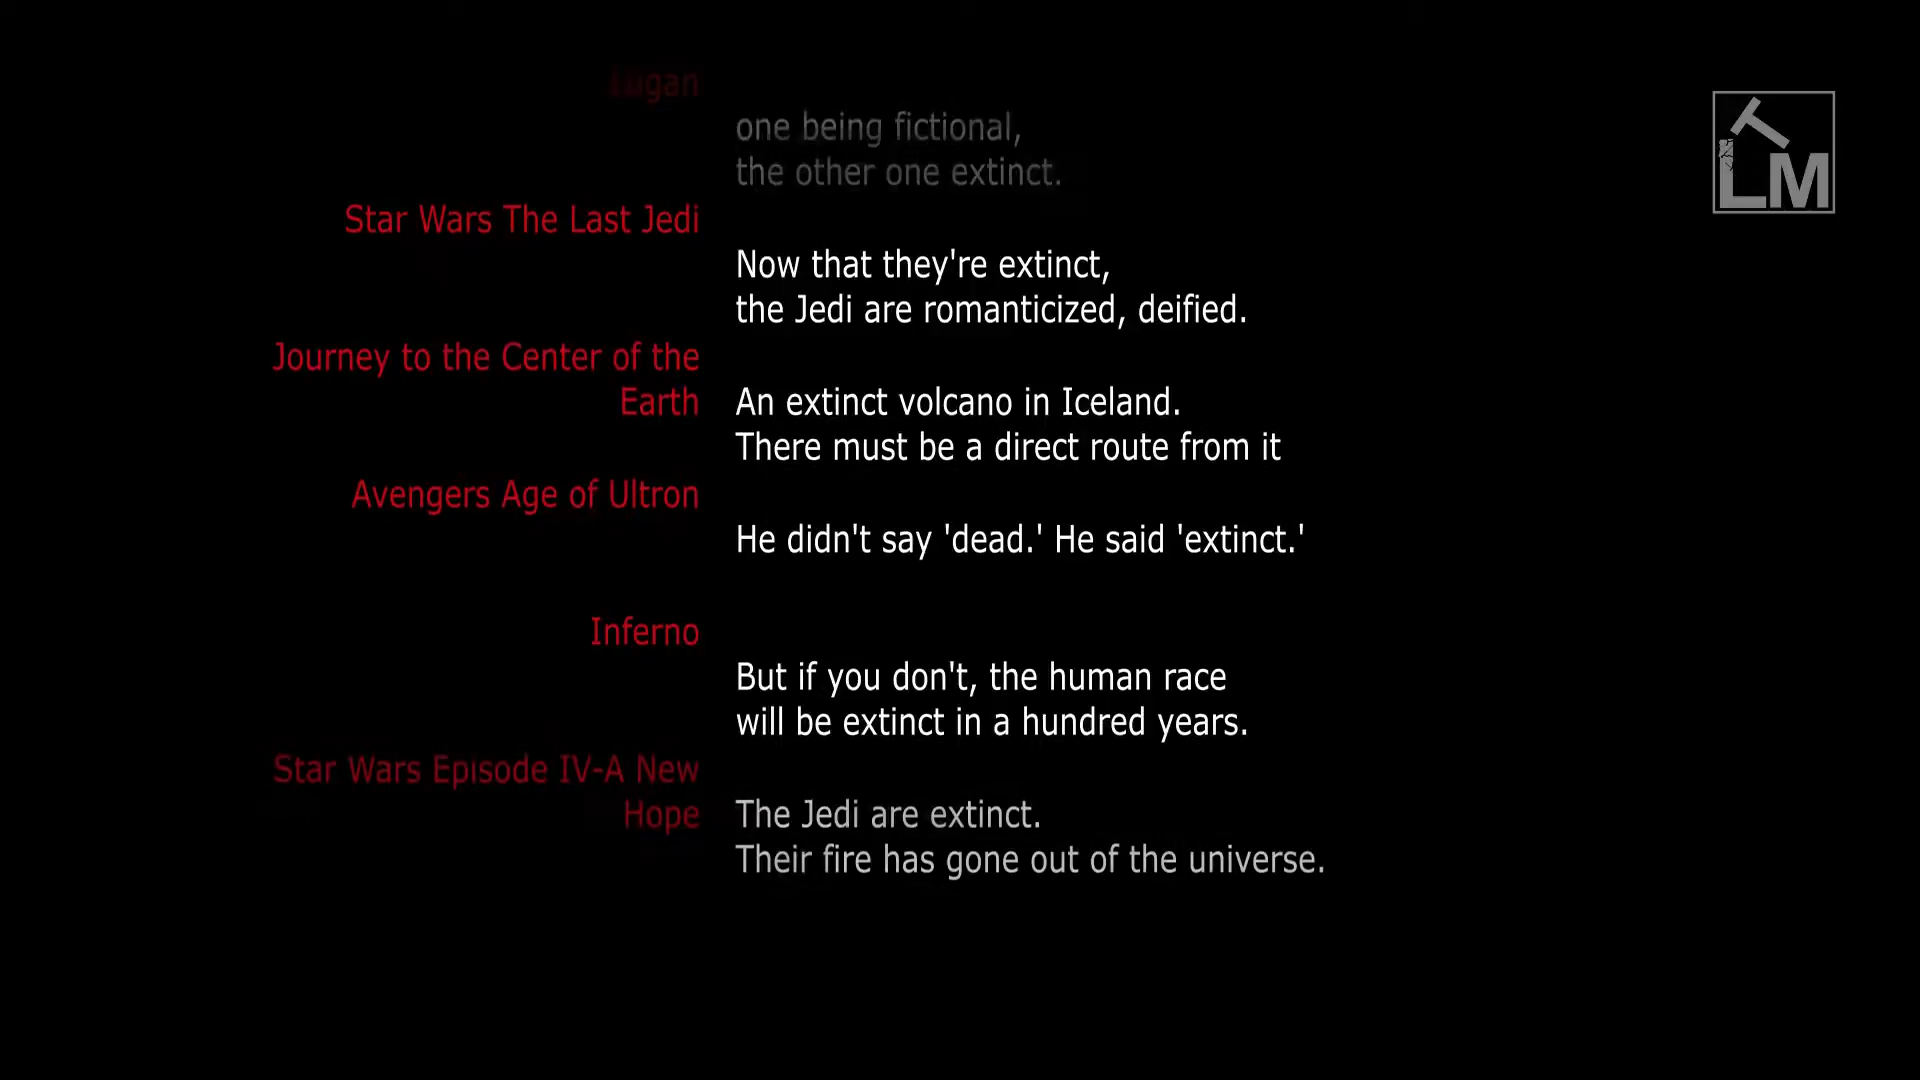 one being fictional,
the other one extinct.
Star Wars The Last Jedi
Now that they're extinct,
the Jedi are romanticized, deified.
Journey to the Center of the
Earth
An extinct volcano in Iceland.
There must be a direct route from it
Avengers Age of Ultron
He didn't say 'dead.' He said 'extinct.'
Inferno
But if you don't, the human race
will be extinct in a hundred years.
Star Wars Episode IV-A New
Hope
The Jedi are extinct.
Their fire has gone out of the universe.
TLM